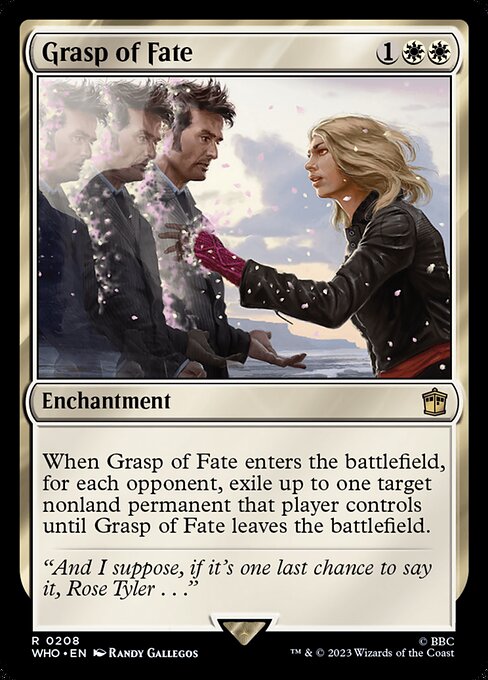 Grasp of Fate 1
Enchantment
When Grasp of Fate enters the battlefield,
for each opponent, exile up to one target
nonland permanent that player controls
until Grasp of Fate leaves the battlefield.
“And I suppose, if it’s one last chance to say
it, Rose Tyler . . .”
R 0208
WHO • EN Randy Gallegos
© BBC
™ & © 2023 Wizards of the Coast